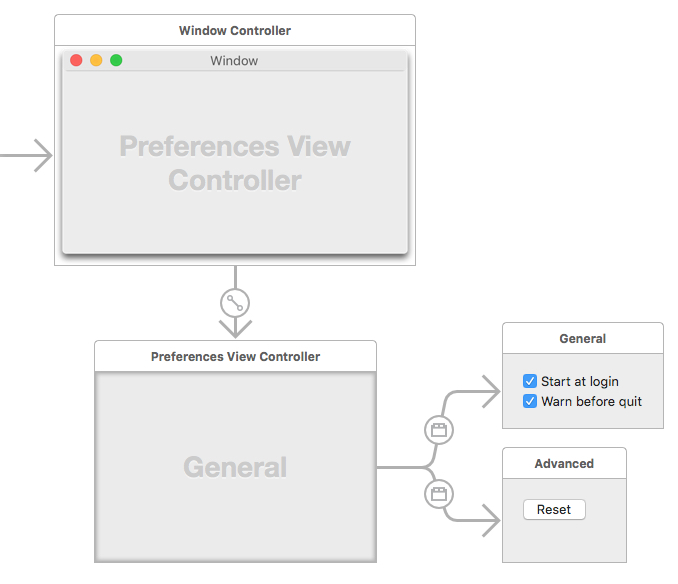 Window Controller
Window
Preferences View
Controller
Preferences View Controller
General
General
Start at login
Warn before quit
Advanced
Reset